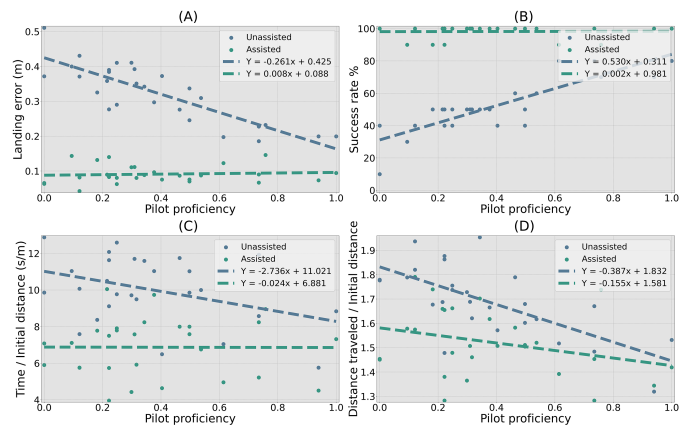 (A)
Landing error (m)
0.5
0.4
0.3
0.2
0.1
Unassisted
Assisted
Y = -0.261x + 0.425
Y = 0.008x + 0.088
0.0 0.2 0.4 0.6 0.8 1.0
Pilot proficiency
(B)
Success rate %
100
80
60
40
20
0
Unassisted
Assisted
Y = 0.530x + 0.311
Y = 0.002x + 0.981
0.0 0.2 0.4 0.6 0.8 1.0
Pilot proficiency
(C)
Time / Initial distance (s/m)
12
10
8
6
4
Unassisted
Assisted
Y = -2.736x + 11.021
Y = -0.024x + 6.881
0.0 0.2 0.4 0.6 0.8 1.0
Pilot proficiency
(D)
Distance traveled / Initial distance
1.9
1.8
1.7
1.6
1.5
1.4
1.3
Unassisted
Assisted
Y = -0.387x + 1.832
Y = -0.155x + 1.581
0.0 0.2 0.4 0.6 0.8 1.0
Pilot proficiency